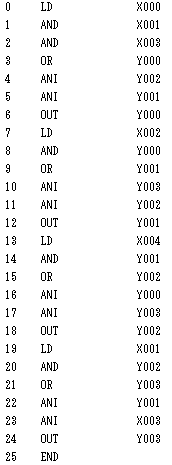 0 LD X000
1 AND X001
2 AND X003
3 OR Y000
4 ANI Y002
5 ANI Y001
6 OUT Y000
7 LD X002
8 AND Y000
9 OR Y001
10 ANI Y003
11 ANI Y002
12 OUT Y001
13 LD X004
14 AND Y001
15 OR Y002
16 ANI Y000
17 ANI Y003
18 OUT Y002
19 LD X001
20 AND Y002
21 OR Y003
22 ANI Y001
23 ANI X003
24 OUT Y003
25 END